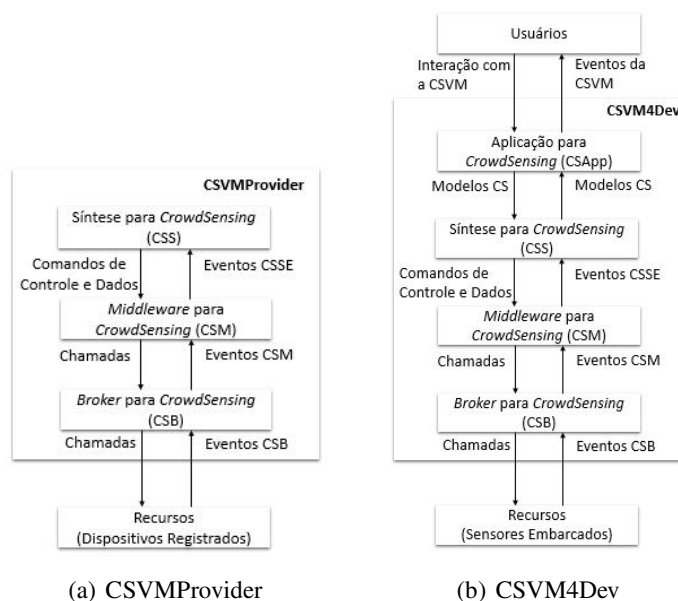 CSVMProvider
Síntese para CrowdSensing
(CSS)
Comandos de
Controle e Dados
Eventos CSSE
Middleware para
CrowdSensing (CSM)
Chamadas
Eventos CSM
Broker para CrowdSensing
(CSB)
Chamadas
Eventos CSB
Recursos
(Dispositivos Registrados)
(a) CSVMProvider
Usuários
Interação com
a CSVM
Eventos da
CSVM
CSVM4Dev
Aplicação para
CrowdSensing (CSApp)
Modelos CS
Modelos CS
Síntese para CrowdSensing
(CSS)
Comandos de
Controle e Dados
Eventos CSSE
Middleware para
CrowdSensing (CSM)
Chamadas
Eventos CSM
Broker para CrowdSensing
(CSB)
Chamadas
Eventos CSB
Recursos
(Sensores Embarcados)
(b) CSVM4Dev